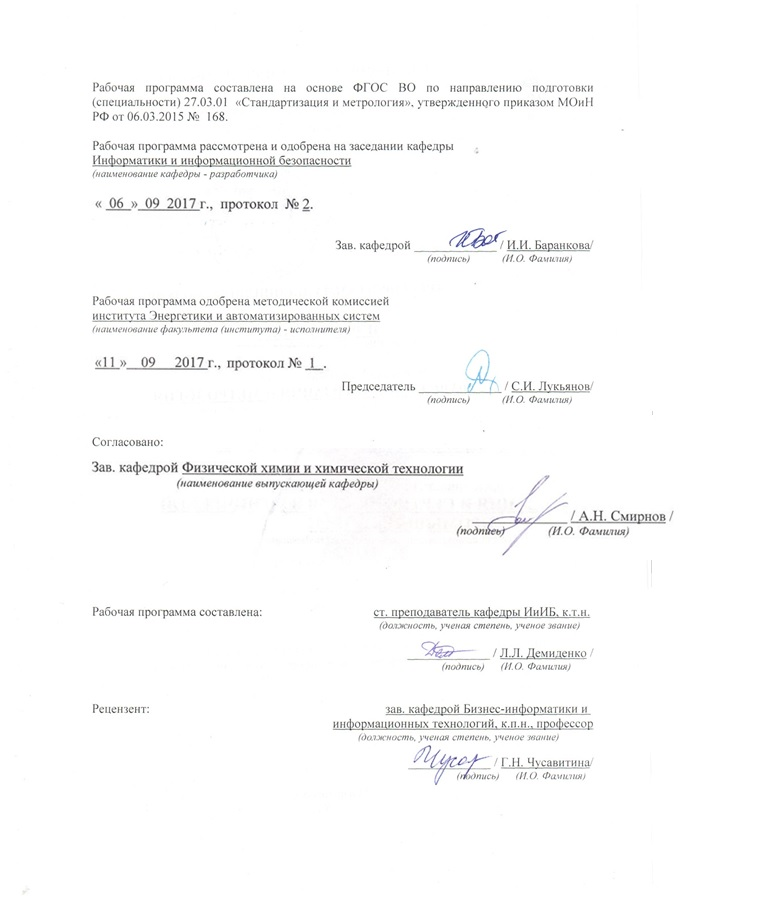 Рабочая программа составлена на основе ФГОС ВО по направлению подготовки
(специальности) 27.03.01 «Стандартизация и метрология», утвержденного приказом МОиН
РФ от 06.03.2015 № 168.
Рабочая программа рассмотрена и одобрена на заседании кафедры
Информатики и информационной безопасности
(наименование кафедры - разработчика)
« 06 » 09 2017 г., протокол № 2.
Зав. кафедрой ____________ / И.И. Баранкова/
(подпись) (И.О. Фамилия)
Рабочая программа одобрена методической комиссией
института Энергетики и автоматизированных систем
(наименование факультета (института) - исполнителя)
«11 » 09 2017 г., протокол № 1 .
Председатель ____________ / С.И. Лукьянов/
(подпись) (И.О. Фамилия)
Согласовано:
Зав. кафедрой Физической химии и химической технологии
(наименование выпускающей кафедры)
____________ / А.Н. Смирнов /
(подпись) (И.О. Фамилия)
Рабочая программа составлена: ст. преподаватель кафедры ИиИБ, к.т.н.
(должность, ученая степень, ученое звание)
____________ / Л.Л. Демиденко /
(подпись) (И.О. Фамилия)
Рецензент: зав. кафедрой Бизнес-информатики и
информационных технологий, к.п.н., профессор
(должность, ученая степень, ученое звание)
____________ / Г.Н. Чусавитина/
(подпись) (И.О. Фамилия)